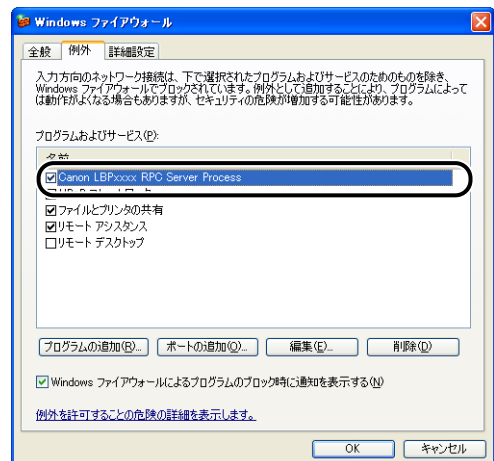 Windows ファイアウォール
全般 例外 詳細設定
入力方向のネットワーク接続は、下で選択されたプログラムおよびサービスのためのものを除き、
Windows ファイアウォールでブロックされています。例外として追加することにより、プログラムによって
は動作がよくなる場合もありますが、セキュリティの危険が増加する可能性があります。
プログラムおよびサービス(P):
名前
Canon LBPxxxx RPC Server Process
ファイルとプリンタの共有
リモート アシスタンス
リモート デスクトップ
プログラムの追加(R)... ポートの追加(O)... 編集(E)... 削除(D)
Windows ファイアウォールによるプログラムのブロック時に通知を表示する(N)
例外を許可することの危険の詳細を表示します。
OK キャンセル